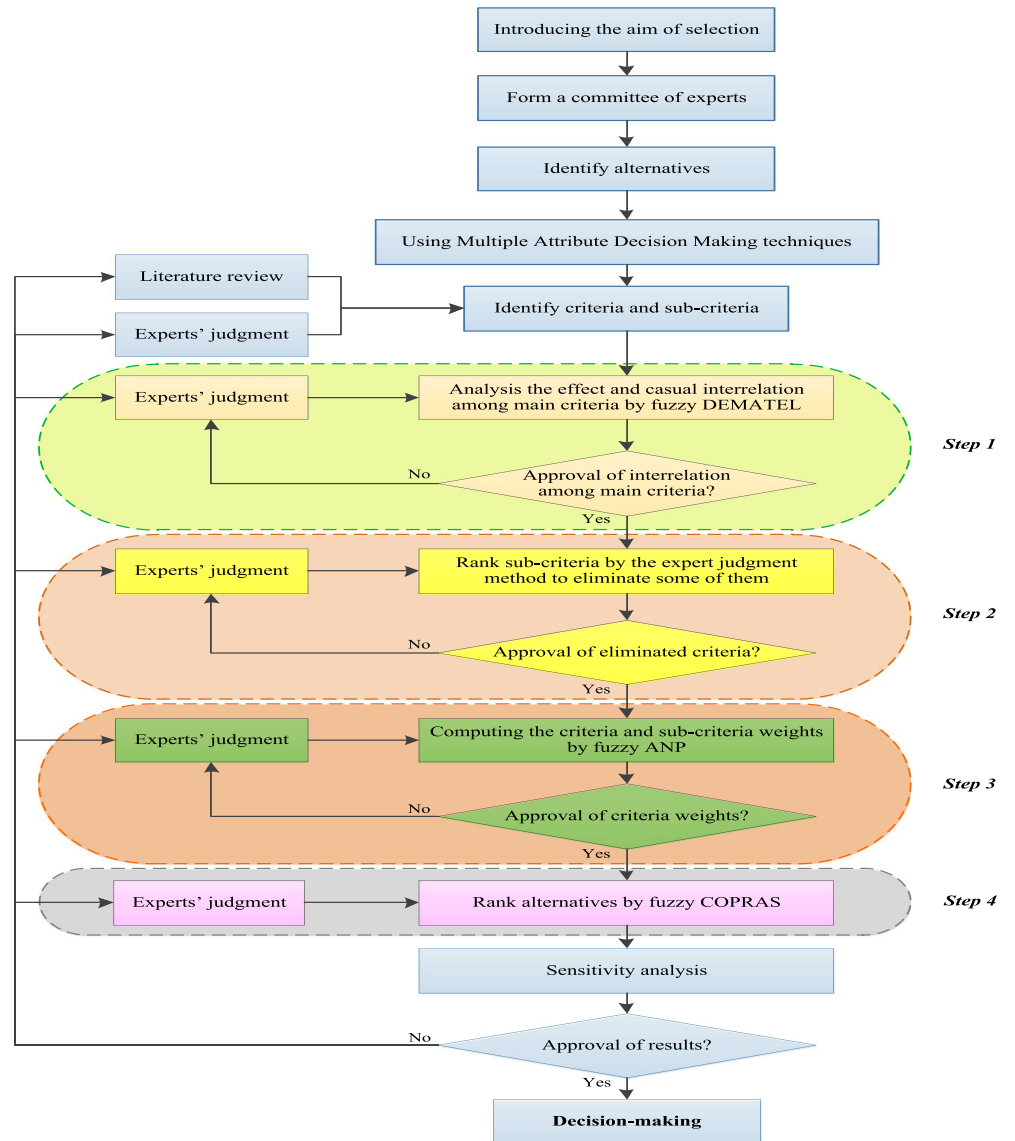 Introducing the aim of selection
Form a committee of experts
Identify alternatives
Using Multiple Attribute Decision Making techniques
Literature review
Identify criteria and sub-criteria
Experts’ judgment
Experts’ judgment
Analysis the effect and casual interrelation
among main criteria by fuzzy DEMATEL
Step 1
No
Approval of interrelation
among main criteria?
Yes
Experts’ judgment
Rank sub-criteria by the expert judgment
method to eliminate some of them
Step 2
No
Approval of eliminated criteria?
Yes
Experts’ judgment
Computing the criteria and sub-criteria weights
by fuzzy ANP
Step 3
No
Approval of criteria weights?
Yes
Experts’ judgment
Rank alternatives by fuzzy COPRAS
Step 4
Sensitivity analysis
No
Approval of results?
Yes
Decision-making